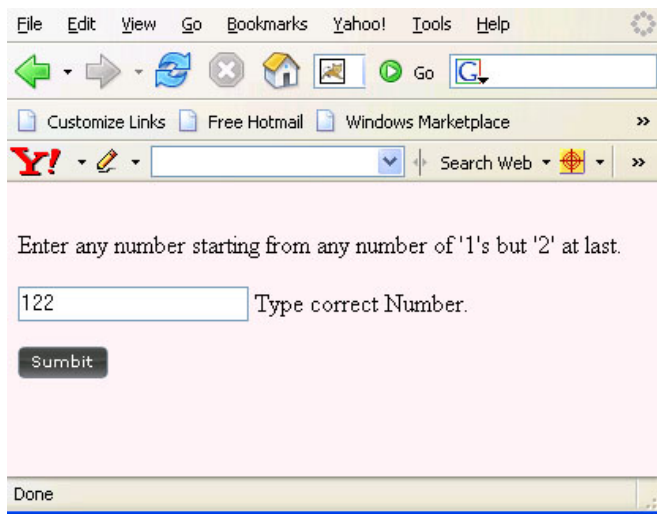 File Edit View Go Bookmarks Yahoo! Tools Help
Go G
Customize Links Free Hotmail Windows Marketplace »
Y! Search Web »
Enter any number starting from any number of '1's but '2' at last.
122 Type correct Number.
Sumbit
Done